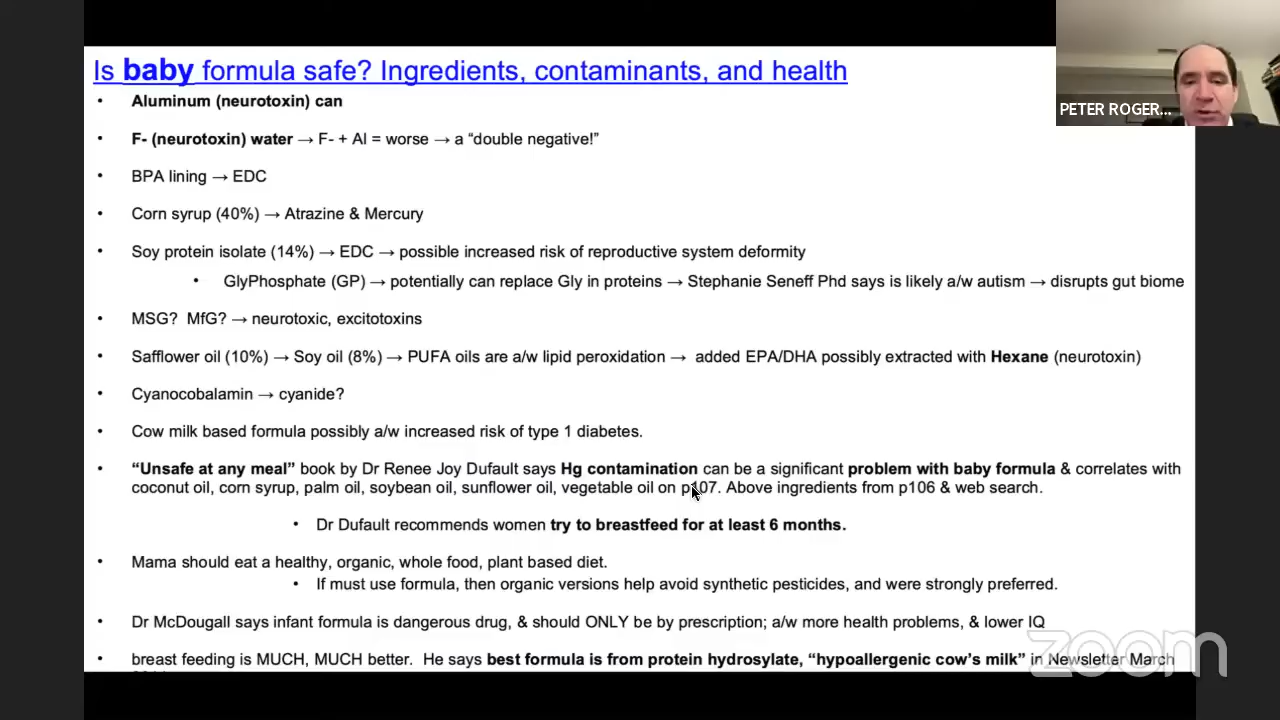 Is baby formula safe? Ingredients, contaminants, and health
PETER ROGER...
• Aluminum (neurotoxin) can
• F- (neurotoxin) water → F- + Al = worse → a “double negative!”
• BPA lining → EDC
• Corn syrup (40%) → Atrazine & Mercury
• Soy protein isolate (14%) → EDC → possible increased risk of reproductive system deformity
• GlyPhosphate (GP) → potentially can replace Gly in proteins → Stephanie Seneff Phd says is likely a/w autism → disrupts gut biome
• MSG? MfG? → neurotoxic, excitotoxins
• Safflower oil (10%) → Soy oil (8%) → PUFA oils are a/w lipid peroxidation → added EPA/DHA possibly extracted with Hexane (neurotoxin)
• Cyanocobalamin → cyanide?
• Cow milk based formula possibly a/w increased risk of type 1 diabetes.
• “Unsafe at any meal” book by Dr Renee Joy Dufault says Hg contamination can be a significant problem with baby formula & correlates with
coconut oil, corn syrup, palm oil, soybean oil, sunflower oil, vegetable oil on p107. Above ingredients from p106 & web search.
• Dr Dufault recommends women try to breastfeed for at least 6 months.
• Mama should eat a healthy, organic, whole food, plant based diet.
• If must use formula, then organic versions help avoid synthetic pesticides, and were strongly preferred.
• Dr McDougall says infant formula is dangerous drug, & should ONLY be by prescription; a/w more health problems, & lower IQ
• breast feeding is MUCH, MUCH better. He says best formula is from protein hydrosylate, “hypoallergenic cow’s milk” in Newsletter March
zoom